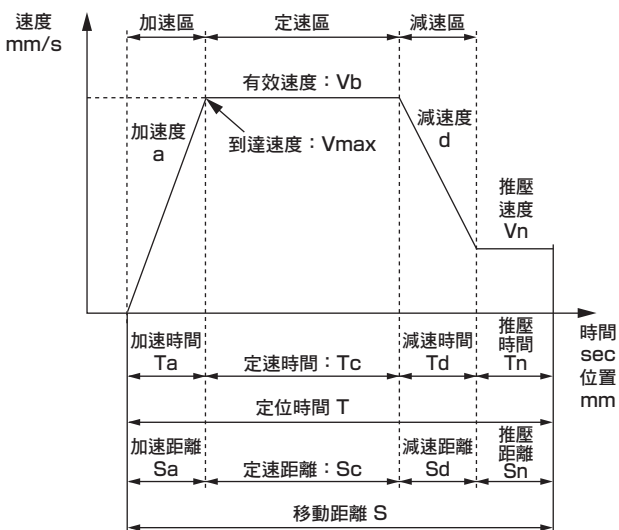 速度
mm/s
加速區
定速區
減速區
有效速度：Vb
加速度
a
到達速度：Vmax
減速度
d
推壓
速度
Vn
加速時間
Ta
定速時間：Tc
減速時間
Td
推壓
時間
Tn
時間
sec
位置
mm
定位時間 T
加速距離
Sa
定速距離：Sc
減速距離
Sd
推壓
距離
Sn
移動距離 S